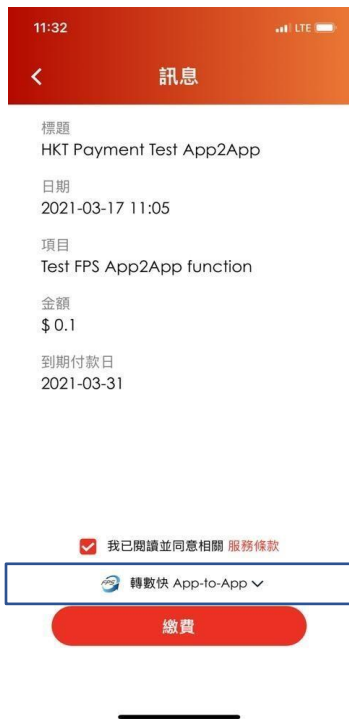 11:32
LTE
訊息
標題
HKT Payment Test App2App
日期
2021-03-17 11:05
項目
Test FPS App2App function
金額
$ 0.1
到期付款日
2021-03-31
我已閱讀並同意相關 服務條款
FPS 轉數快 App-to-App
繳費